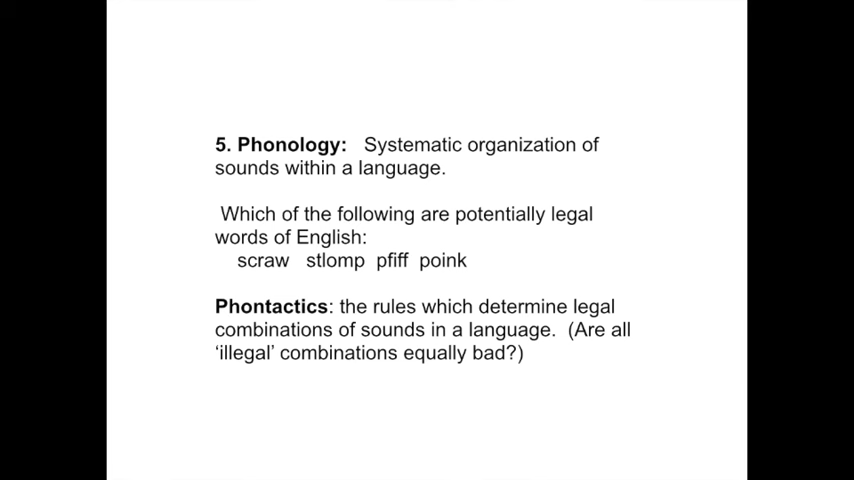 5. Phonology: Systematic organization of
sounds within a language.
Which of the following are potentially legal
words of English:
scraw stlomp pfiff poink
Phontactics: the rules which determine legal
combinations of sounds in a language. (Are all
‘illegal’ combinations equally bad?)